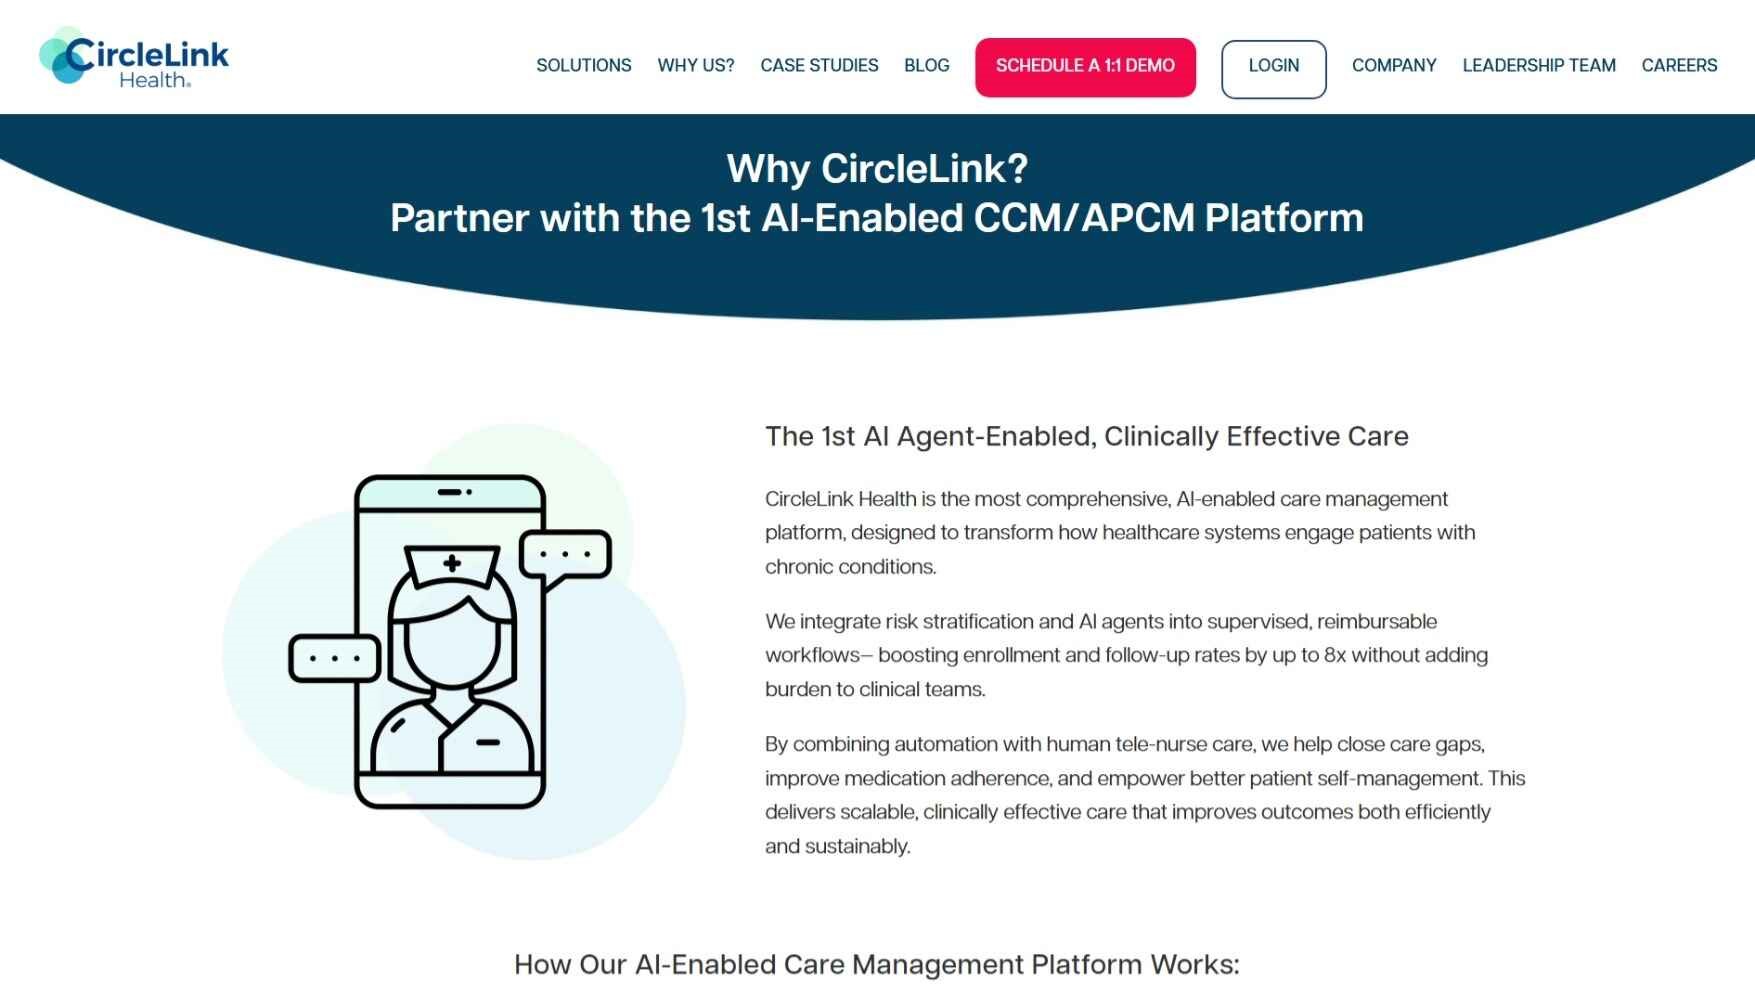 CircleLink
Health®
SOLUTIONS WHY US? CASE STUDIES BLOG SCHEDULE A 1:1 DEMO LOGIN COMPANY LEADERSHIP TEAM CAREERS
Why CircleLink?
Partner with the 1st AI-Enabled CCM/APCM Platform
The 1st AI Agent-Enabled, Clinically Effective Care
CircleLink Health is the most comprehensive, AI-enabled care management
platform, designed to transform how healthcare systems engage patients with
chronic conditions.
We integrate risk stratification and AI agents into supervised, reimbursable
workflows— boosting enrollment and follow-up rates by up to 8x without adding
burden to clinical teams.
By combining automation with human tele-nurse care, we help close care gaps,
improve medication adherence, and empower better patient self-management. This
delivers scalable, clinically effective care that improves outcomes both efficiently
and sustainably.
How Our AI-Enabled Care Management Platform Works: